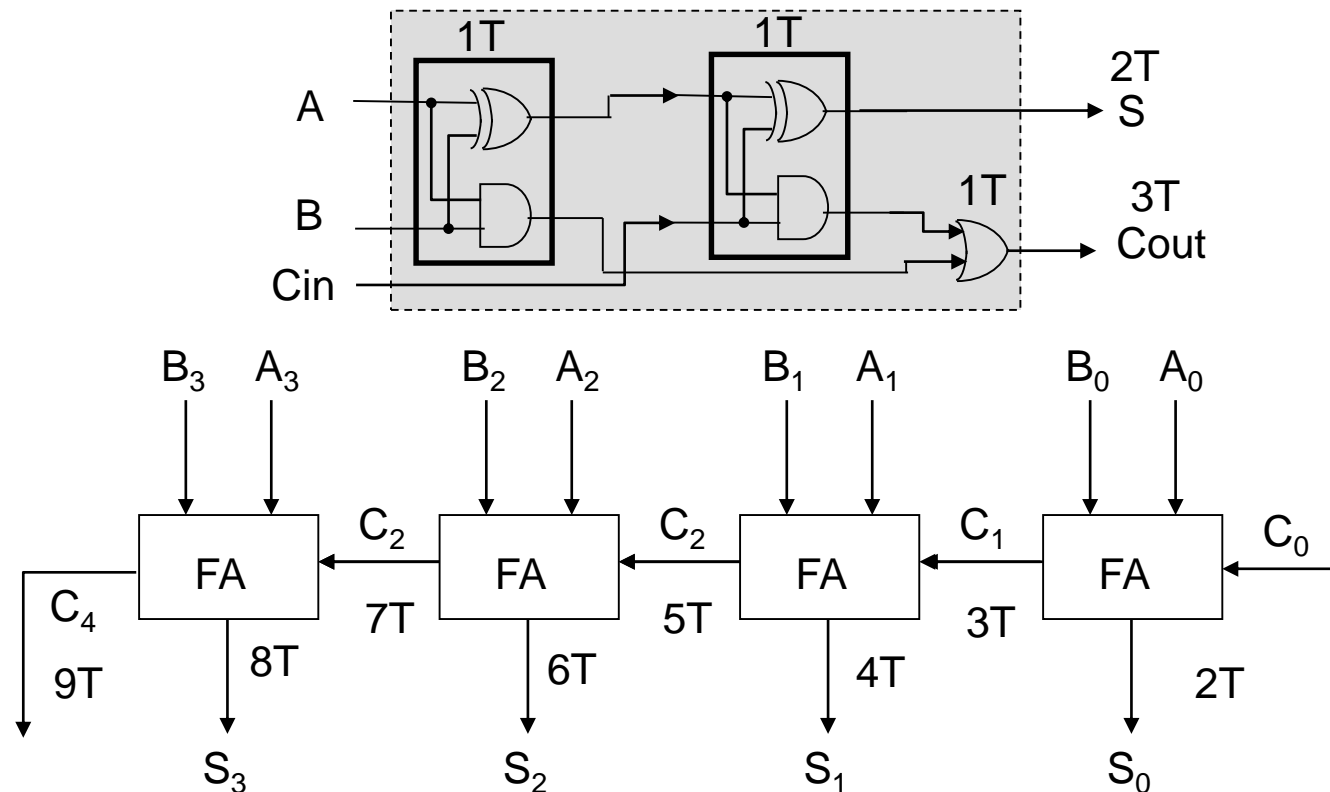 1T
1T
2T
A
S
1T
3T
B
Cout
Cin
B₃ A₃ B₂ A₂ B₁ A₁ B₀ A₀
C₂ C₂ C₁ C₀
FA FA FA FA
C₄
7T 5T 3T
9T 8T 6T 4T 2T
S₃ S₂ S₁ S₀